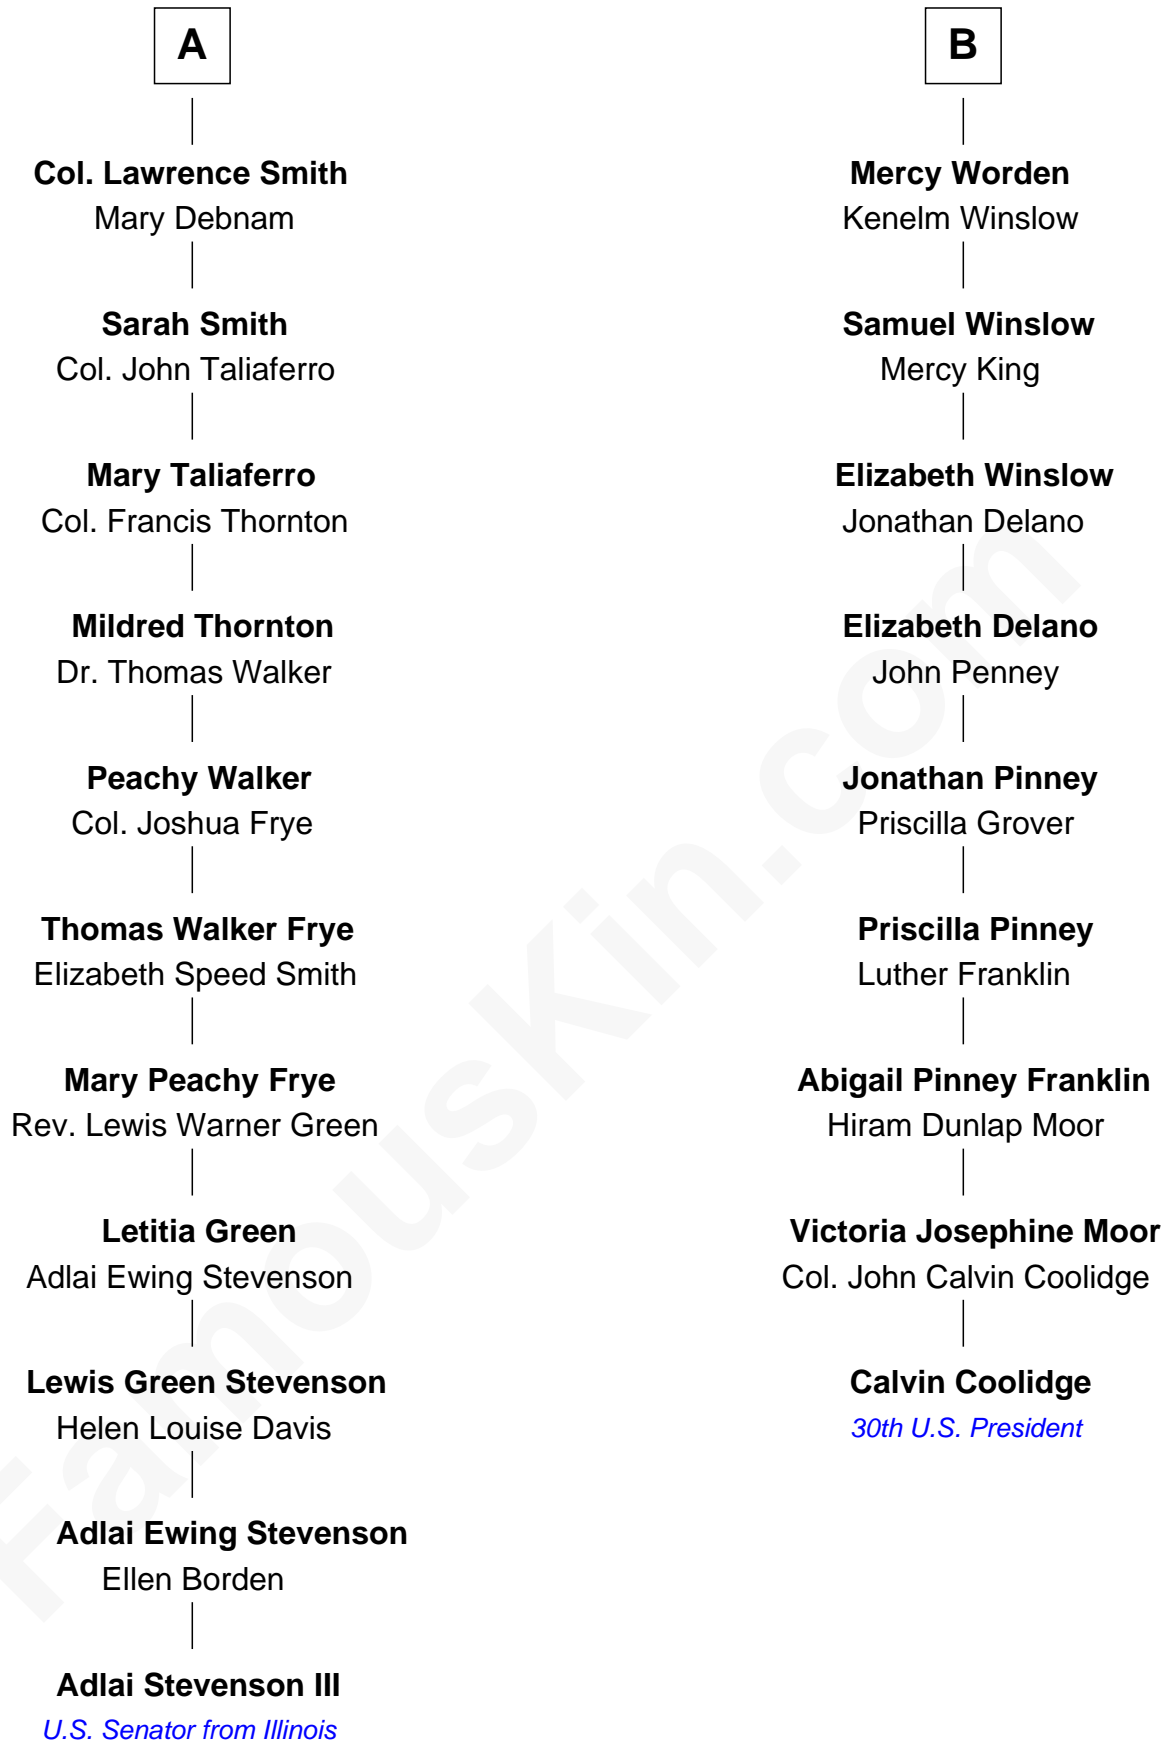 A
Col. Lawrence Smith
Mary Debnam
Sarah Smith
Col. John Taliaferro
Mary Taliaferro
Col. Francis Thornton
Mildred Thornton
Dr. Thomas Walker
Peachy Walker
Col. Joshua Frye
Thomas Walker Frye
Elizabeth Speed Smith
Mary Peachy Frye
Rev. Lewis Warner Green
Letitia Green
Adlai Ewing Stevenson
Lewis Green Stevenson
Helen Louise Davis
Adlai Ewing Stevenson
Ellen Borden
Adlai Stevenson III
U.S. Senator from Illinois
B
Mercy Worden
Kenelm Winslow
Samuel Winslow
Mercy King
Elizabeth Winslow
Jonathan Delano
Elizabeth Delano
John Penney
Jonathan Pinney
Priscilla Grover
Priscilla Pinney
Luther Franklin
Abigail Pinney Franklin
Hiram Dunlap Moor
Victoria Josephine Moor
Col. John Calvin Coolidge
Calvin Coolidge
30th U.S. President
FamousKin.com